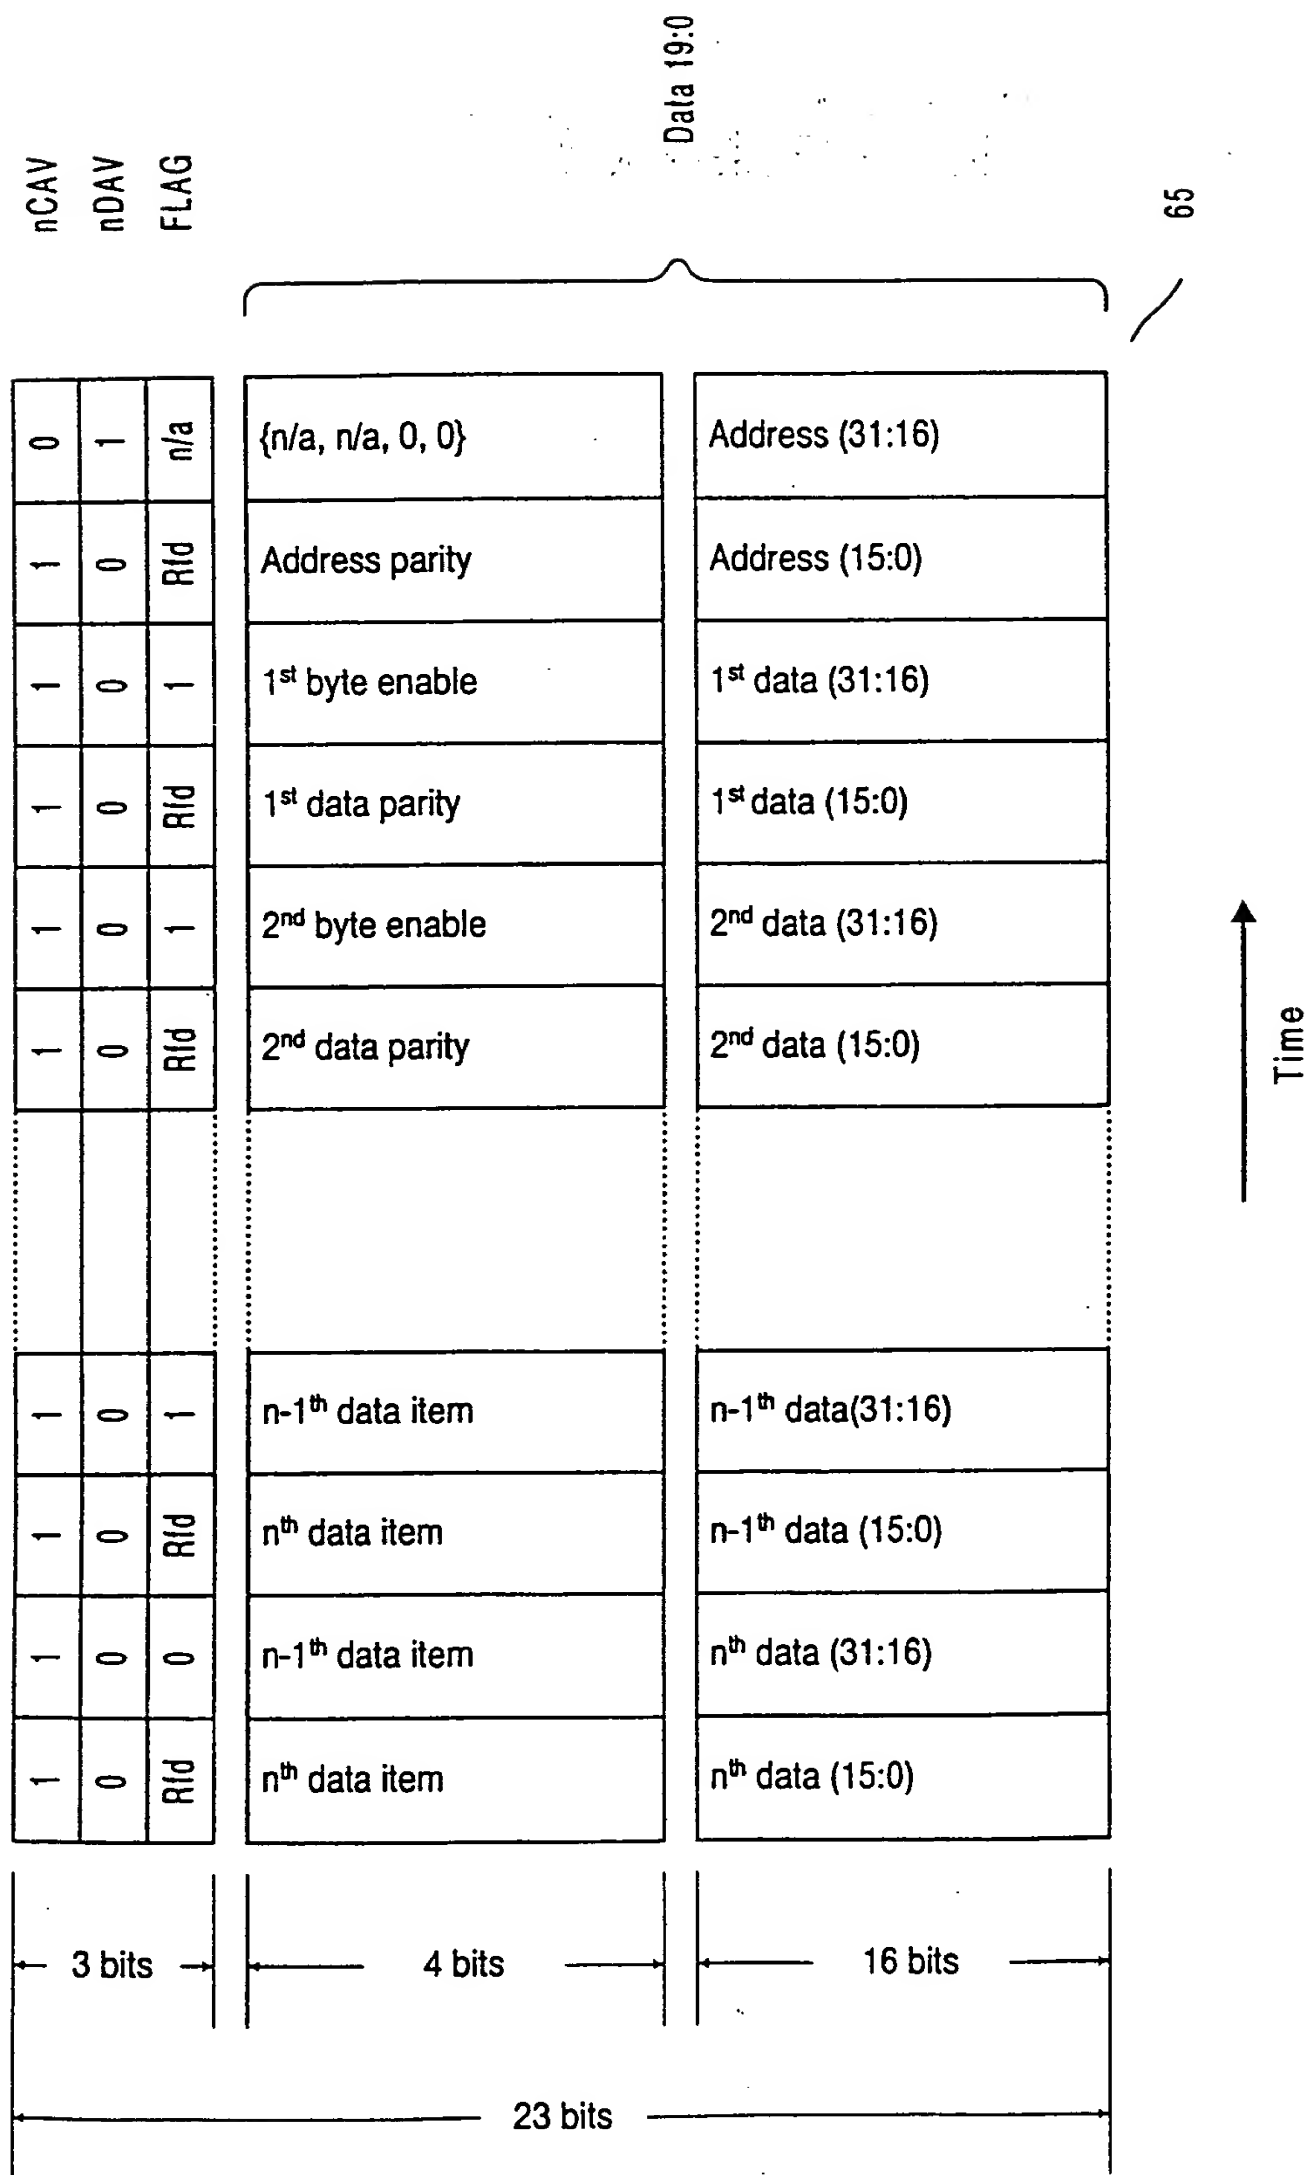 nCAV
nDAV
FLAG
Data 19:0
65
0 1 n/a {n/a, n/a, 0, 0} Address (31:16)
1 0 Rfd Address parity Address (15:0)
1 0 1 1st byte enable 1st data (31:16)
1 0 Rfd 1st data parity 1st data (15:0)
1 0 1 2nd byte enable 2nd data (31:16)
1 0 Rfd 2nd data parity 2nd data (15:0)
1 0 1 n-1th data item n-1th data(31:16)
1 0 Rfd nth data item n-1th data (15:0)
1 0 0 n-1th data item nth data (31:16)
1 0 Rfd nth data item nth data (15:0)
Time
3 bits 4 bits 16 bits
23 bits